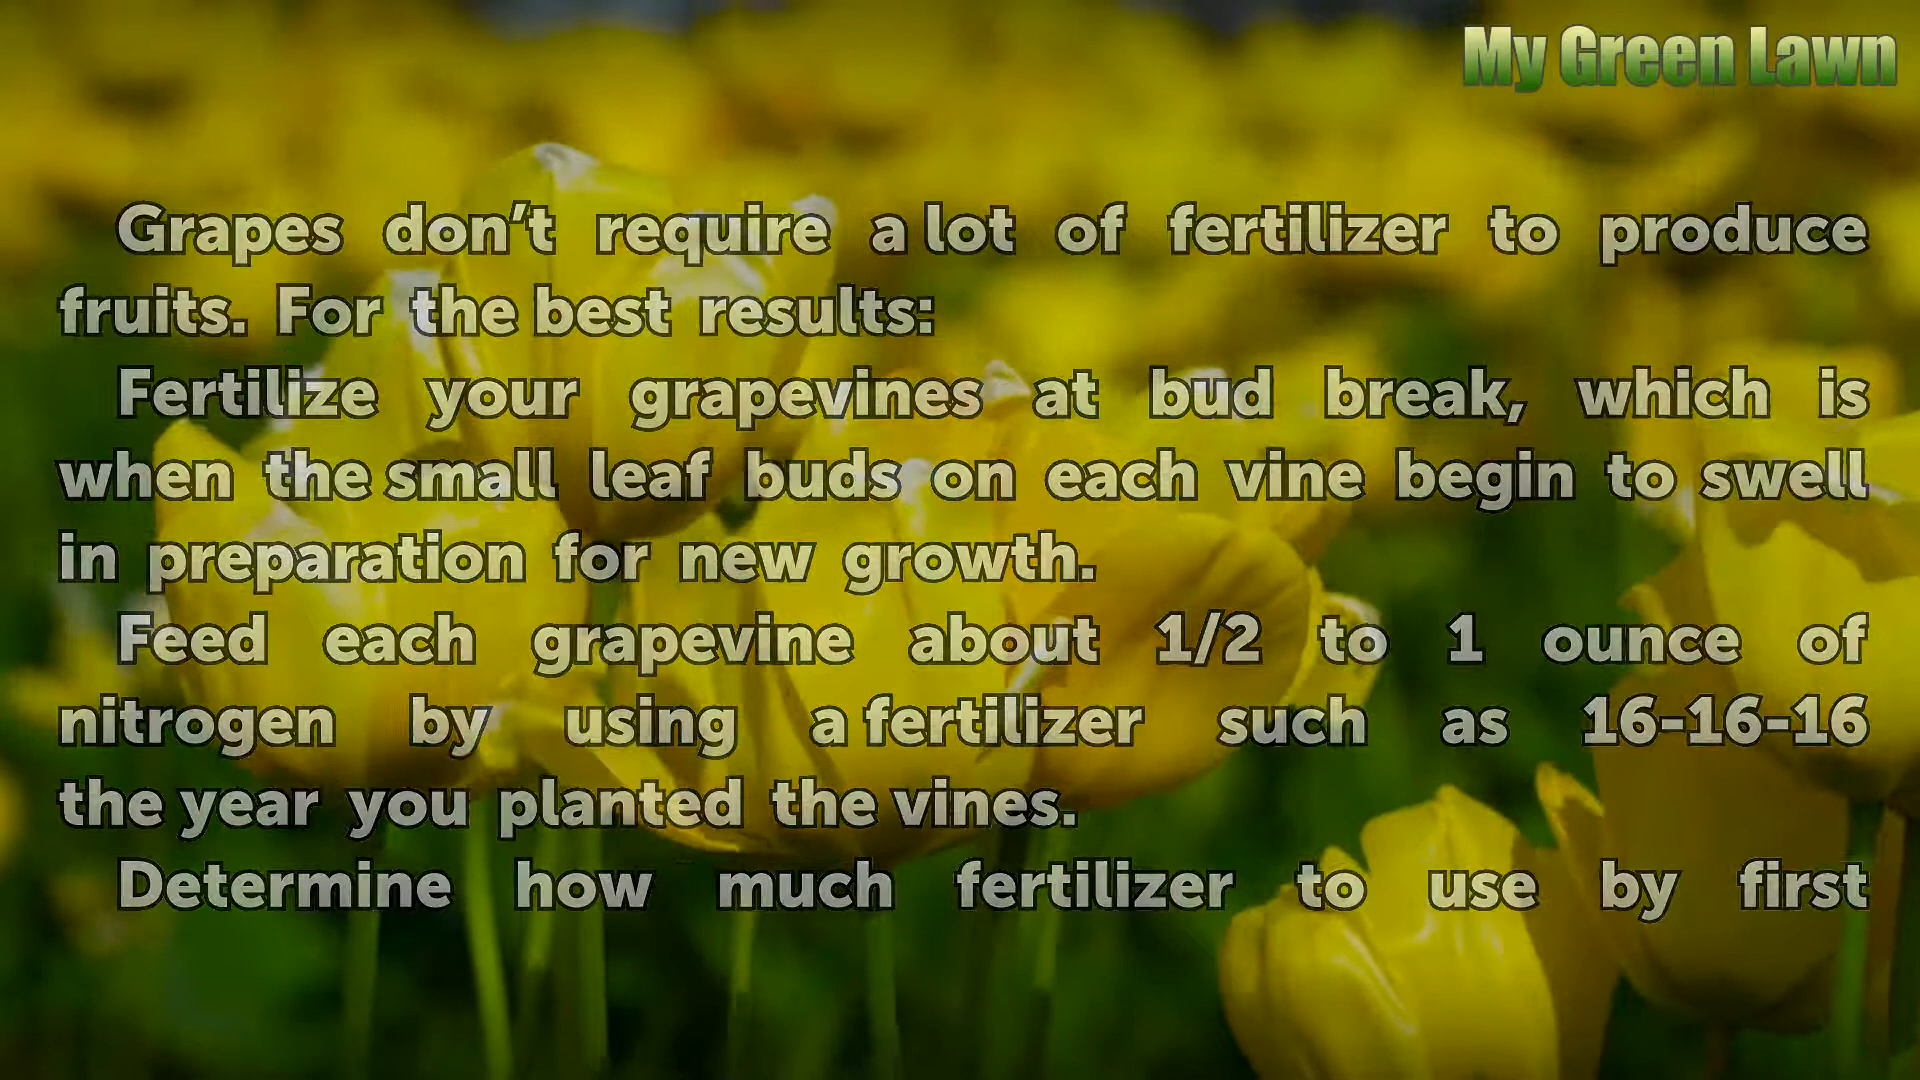 My Green Lawn
Grapes don’t require a lot of fertilizer to produce
fruits. For the best results:
Fertilize your grapevines at bud break, which is
when the small leaf buds on each vine begin to swell
in preparation for new growth.
Feed each grapevine about 1/2 to 1 ounce of
nitrogen by using a fertilizer such as 16-16-16
the year you planted the vines.
Determine how much fertilizer to use by first